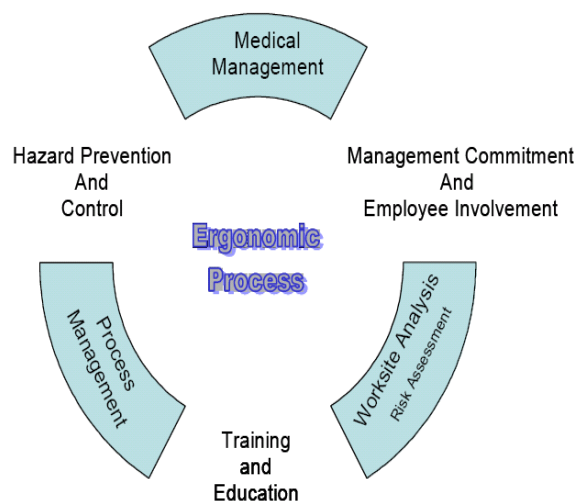 Medical
Management
Hazard Prevention
And
Control
Management Commitment
And
Employee Involvement
Ergonomic
Process
Process
Management
Worksite Analysis
Risk Assessment
Training
and
Education